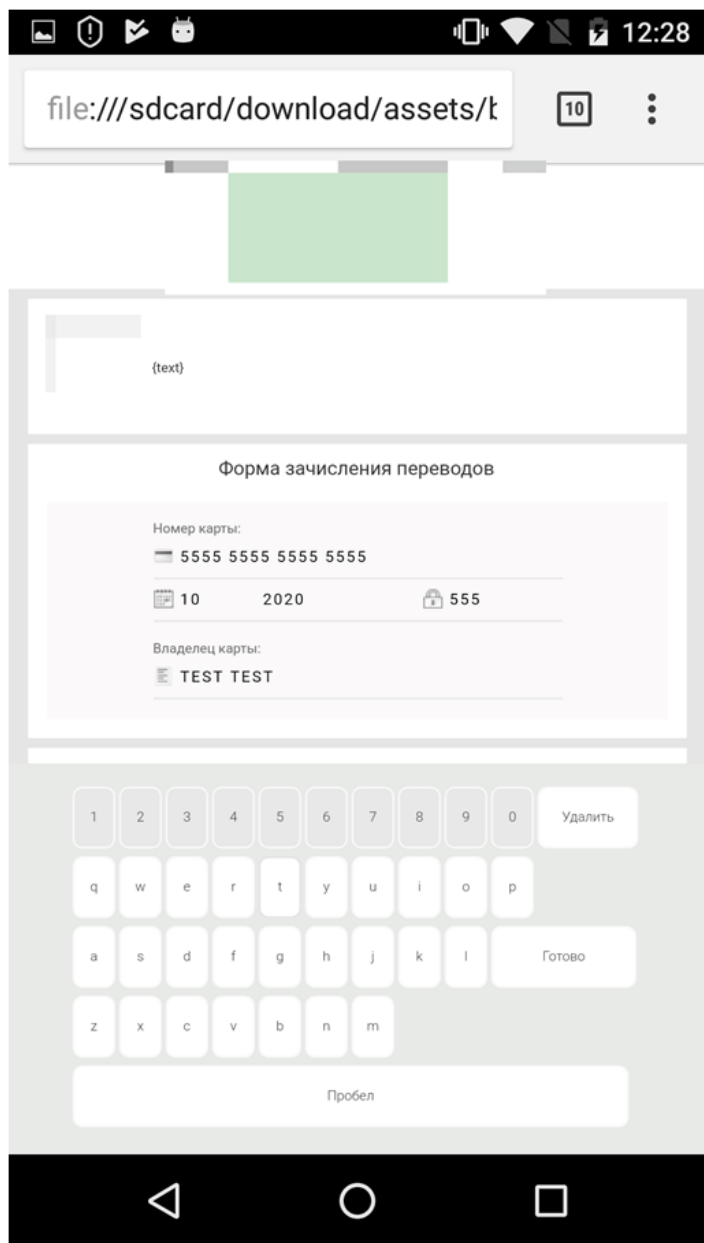 12:28
file:///sdcard/download/assets/b
10
{text}
Форма зачисления переводов
Номер карты:
5555 5555 5555 5555
10 2020 555
Владелец карты:
TEST TEST
1 2 3 4 5 6 7 8 9 0 Удалить
q w e r t y u i o p
a s d f g h j k l Готово
z x c v b n m
Пробел